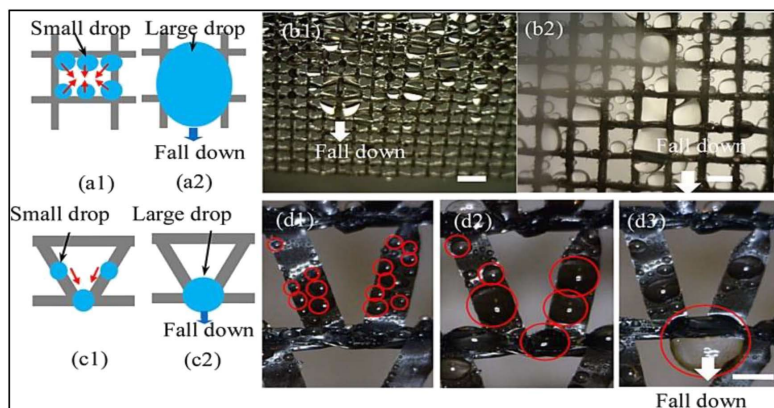 Small drop
Large drop
Fall down
(a1)
(a2)
(b1)
Fall down
(b2)
Fall down
Small drop
Large drop
Fall down
(c1)
(c2)
(d1)
(d2)
(d3)
Fall down